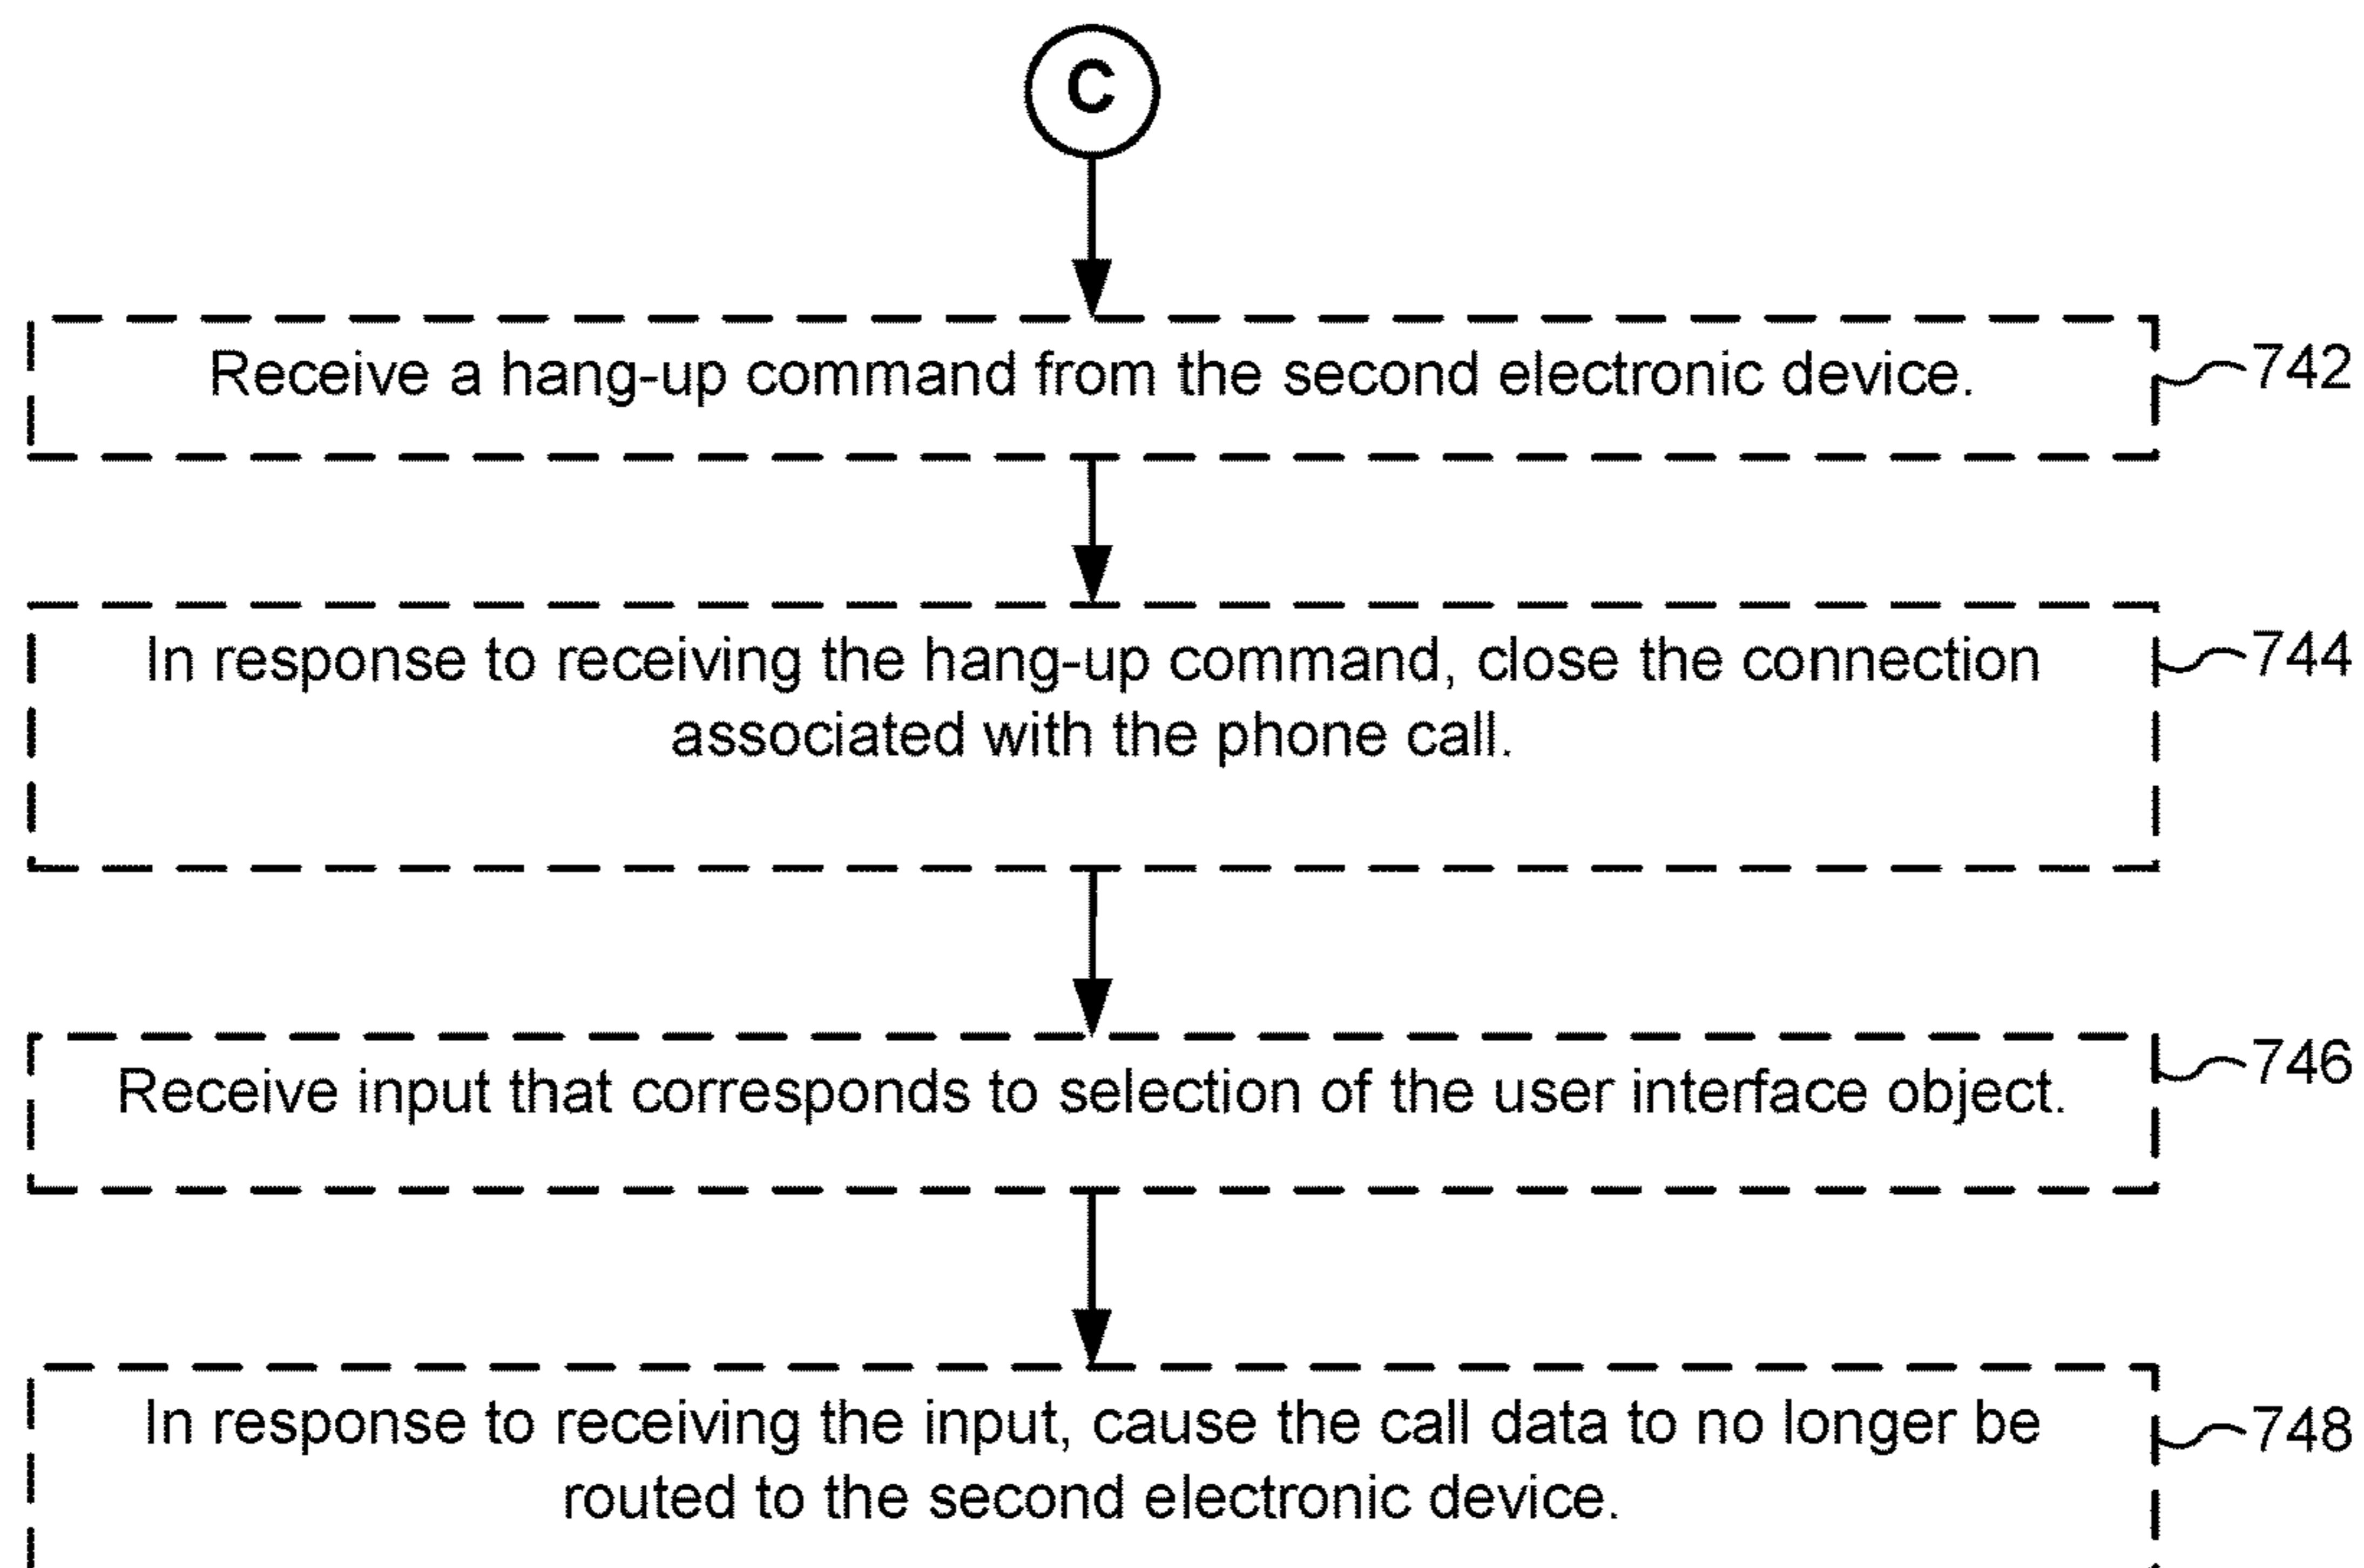 C
Receive a hang-up command from the second electronic device.
742
In response to receiving the hang-up command, close the connection
associated with the phone call.
744
Receive input that corresponds to selection of the user interface object.
746
In response to receiving the input, cause the call data to no longer be
routed to the second electronic device.
748